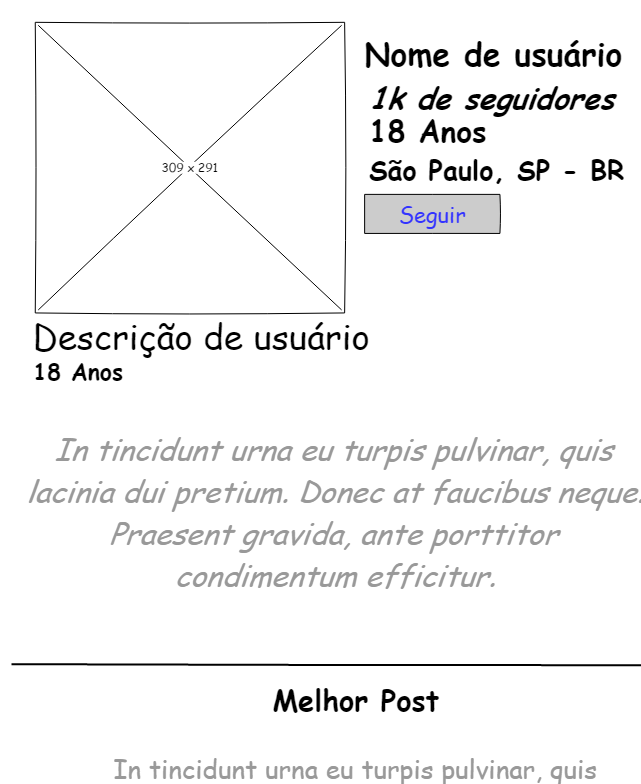 Nome de usuário
1k de seguidores
18 Anos
São Paulo, SP - BR
309 x 291
Seguir
Descrição de usuário
18 Anos
In tincidunt urna eu turpis pulvinar, quis
lacinia dui pretium. Donec at faucibus neque.
Praesent gravida, ante porttitor
condimentum efficitur.
Melhor Post
In tincidunt urna eu turpis pulvinar, quis